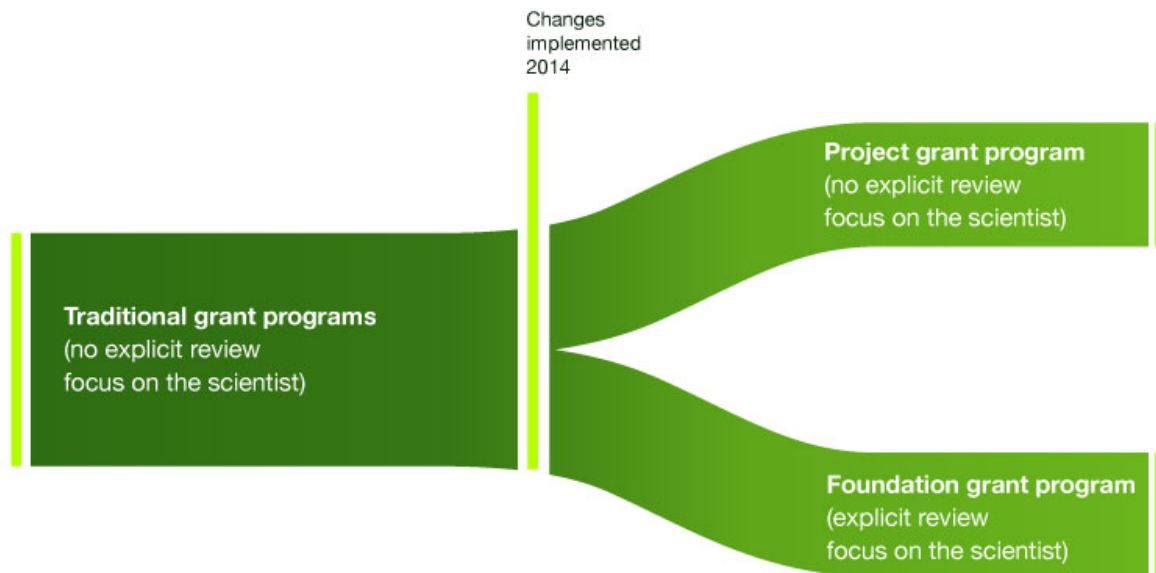 Changes
implemented
2014
Traditional grant programs
(no explicit review
focus on the scientist)
Project grant program
(no explicit review
focus on the scientist)
Foundation grant program
(explicit review
focus on the scientist)